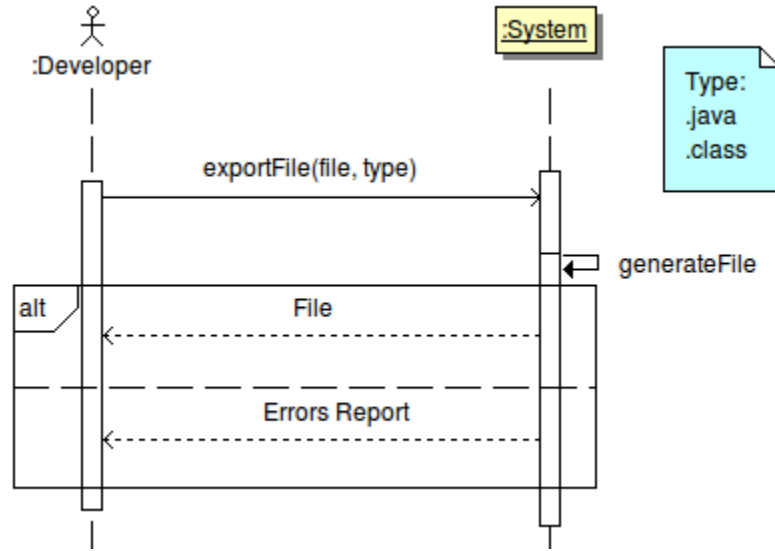 :System
:Developer
Type:
.java
.class
exportFile(file, type)
generateFile
alt
File
Errors Report